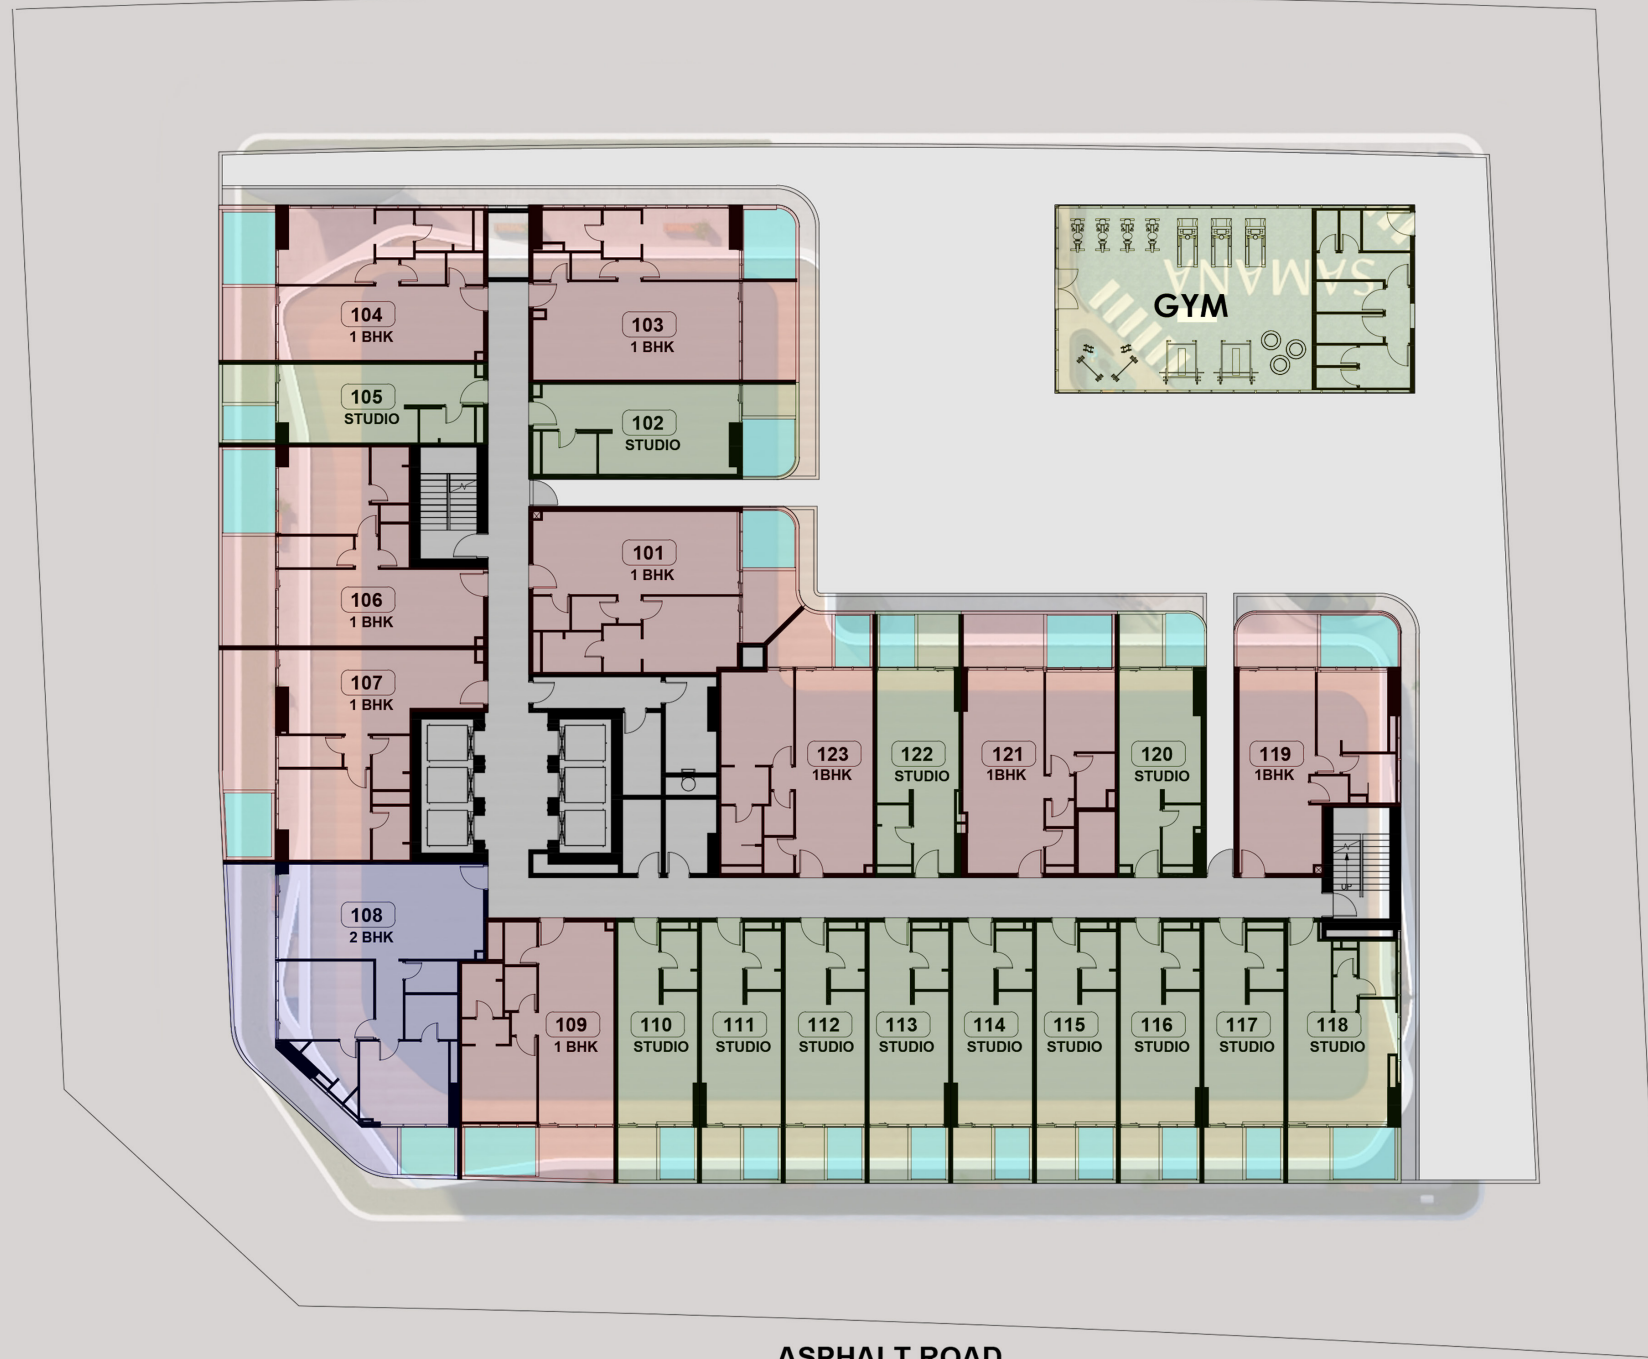 SAMANA
GYM
104
1 BHK
103
1 BHK
105
STUDIO
102
STUDIO
101
1 BHK
106
1 BHK
107
1 BHK
123
1BHK
122
STUDIO
121
1BHK
120
STUDIO
119
1BHK
UP
108
2 BHK
109
1 BHK
110
STUDIO
111
STUDIO
112
STUDIO
113
STUDIO
114
STUDIO
115
STUDIO
116
STUDIO
117
STUDIO
118
STUDIO
ASPHALT ROAD